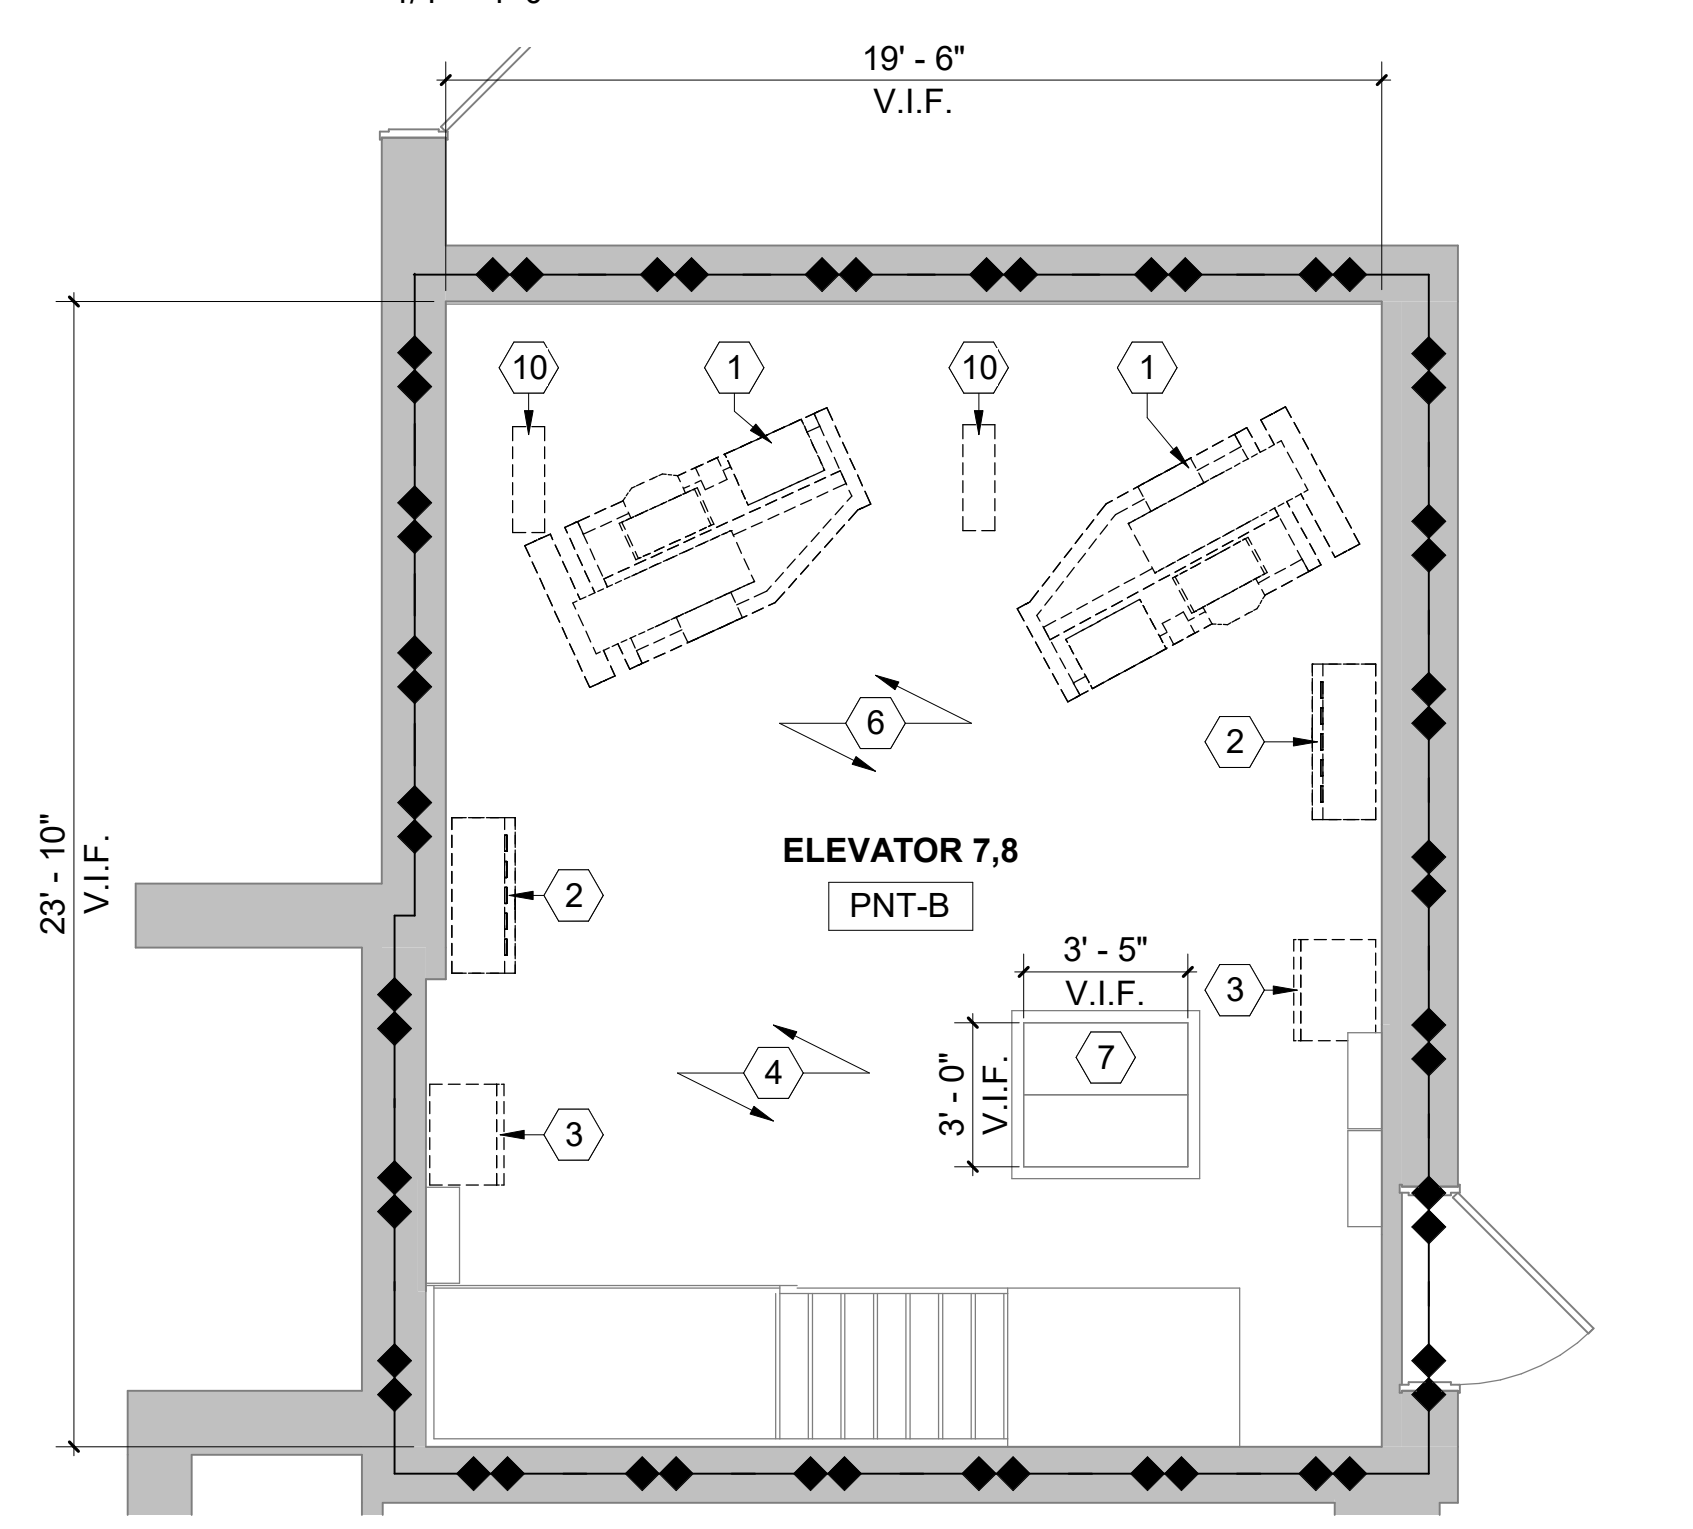 19' - 6"
V.I.F.
10
1
10
1
6
2
23' - 10"
V.I.F.
ELEVATOR 7,8
PNT-B
2
3' - 5"
V.I.F.
3
7
3' - 0"
V.I.F.
4
3